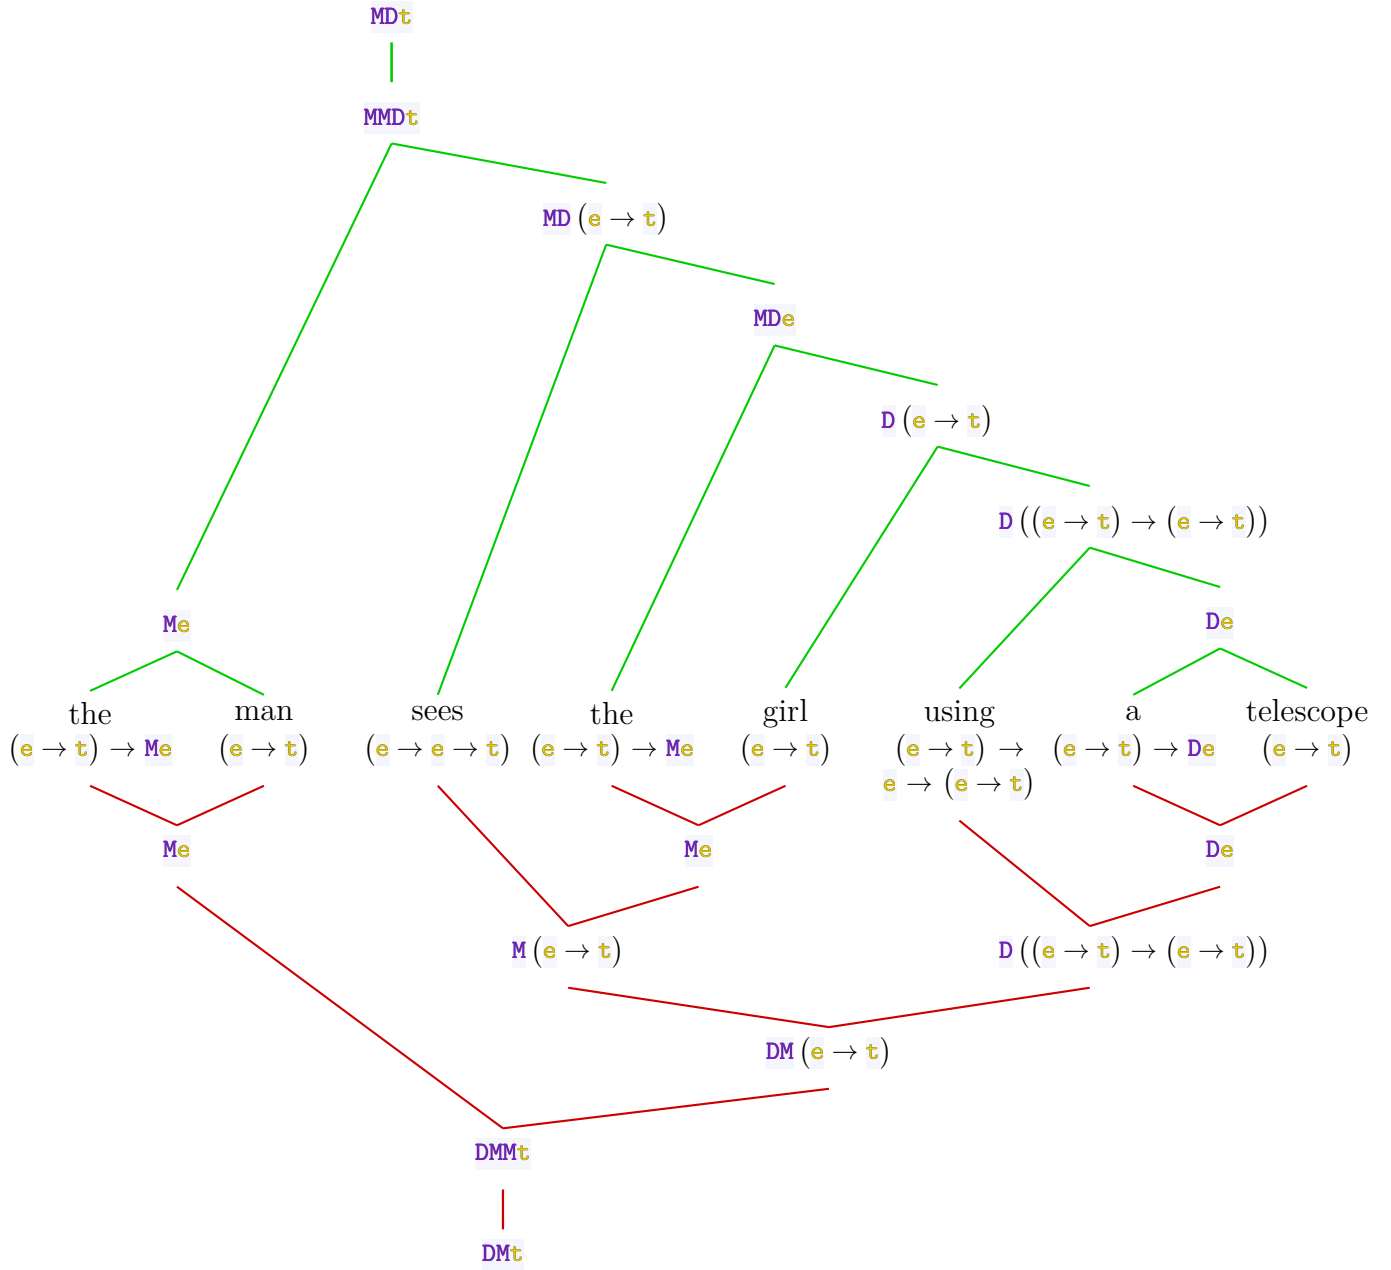 MDt
MMDt
MD (e → t)
MDe
D (e → t)
D ((e → t) → (e → t))
Me
De
the man sees the girl using a telescope
(e → t) → Me (e → t) (e → e → t) (e → t) → Me (e → t) (e → t) → (e → t) → De (e → t)
e → (e → t)
Me Me De
M (e → t) D ((e → t) → (e → t))
DM (e → t)
DMMt
DMt